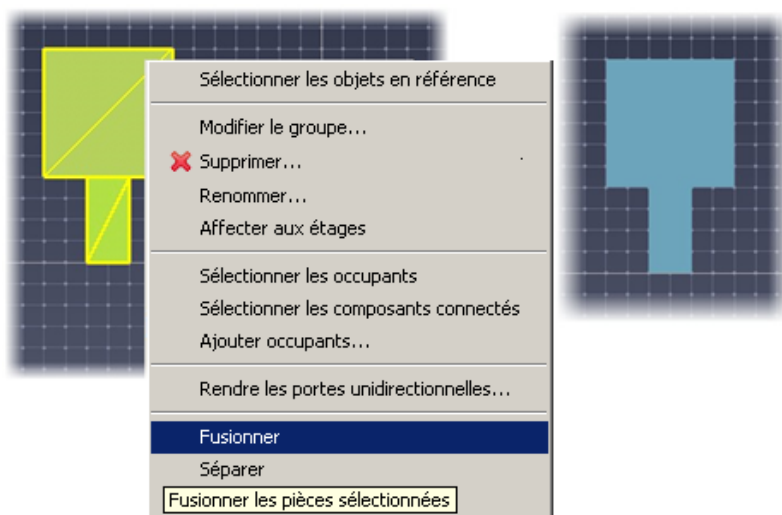 Sélectionner les objets en référence
Modifier le groupe...
Supprimer...
Renommer...
Affecter aux étages
Sélectionner les occupants
Sélectionner les composants connectés
Ajouter occupants...
Rendre les portes unidirectionnelles...
Fusionner
Séparer
Fusionner les pièces sélectionnées